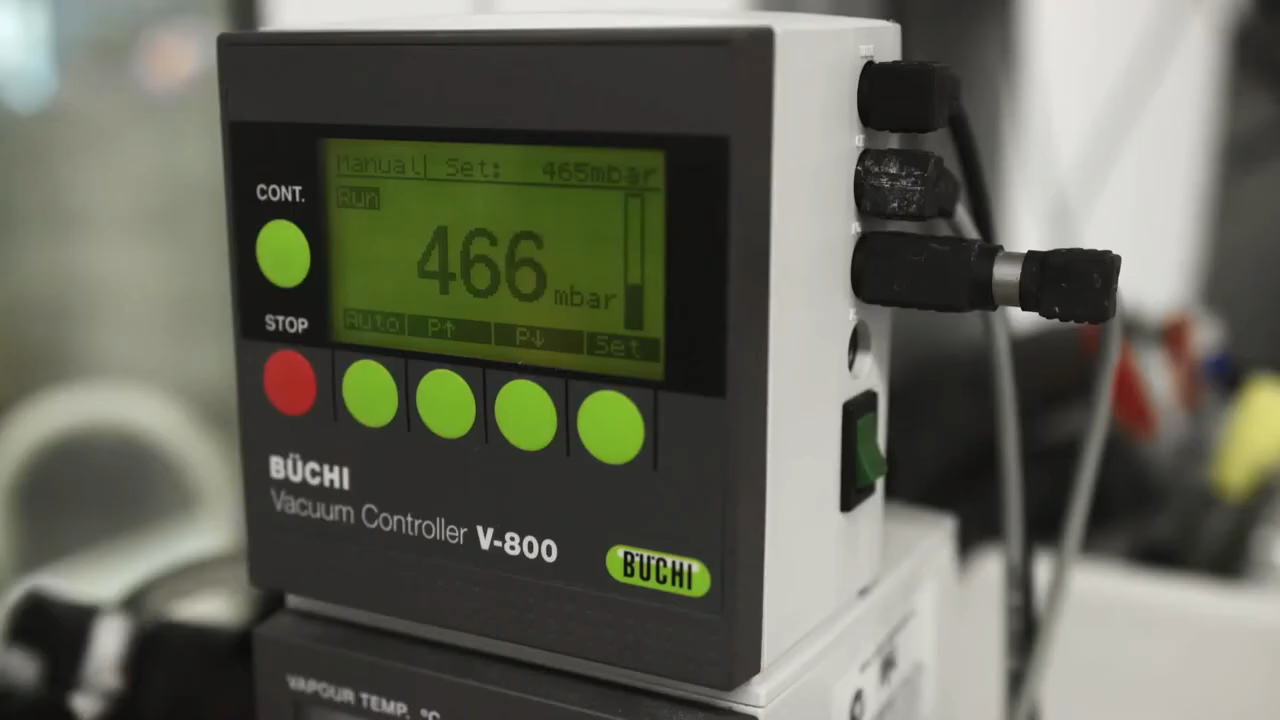 Manual Set: 465mbar
Run
CONT.
466 mbar
STOP
Auto P↑ P↓ Set
BÜCHI
Vacuum Controller V-800
BÜCHI
VAPOUR TEMP. °C